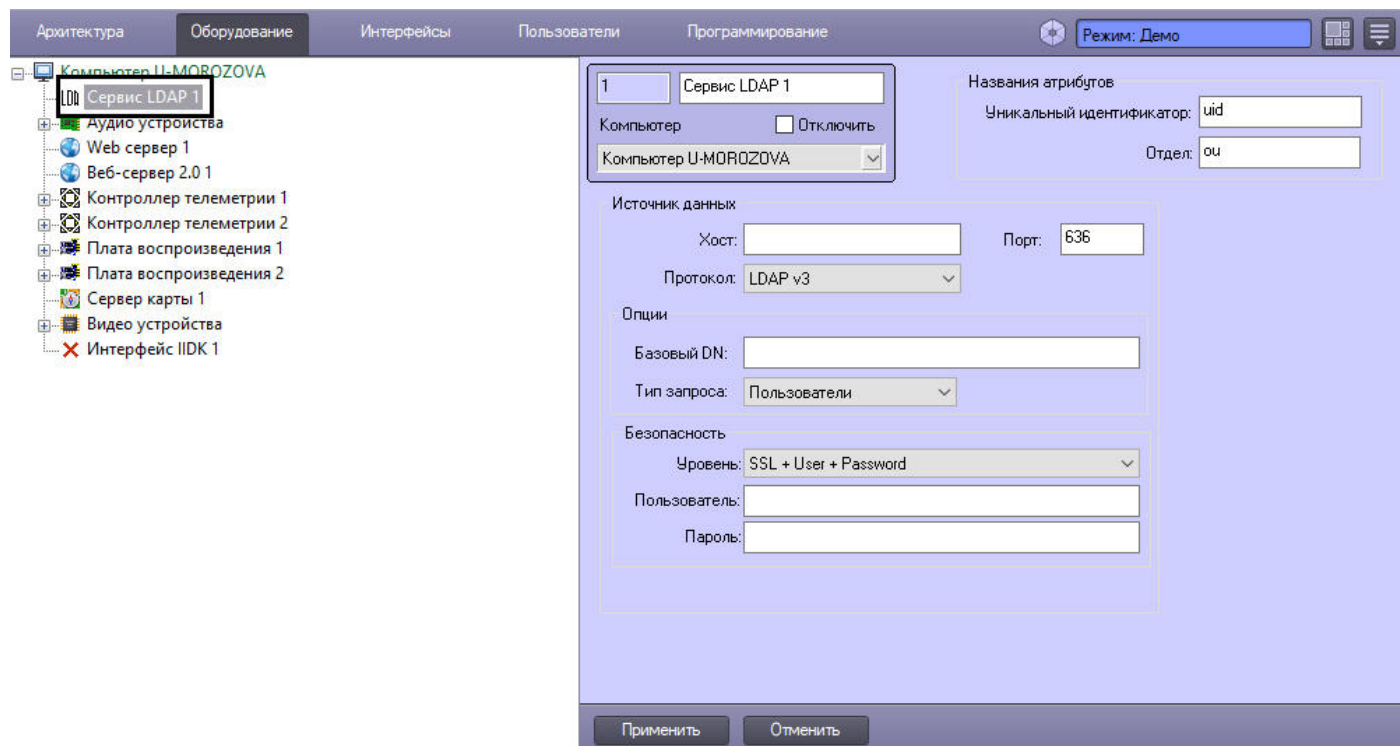 Архитектура Оборудование Интерфейсы Пользователи Программирование Режим: Демо
Компьютер U-MOROZOVA
Сервис LDAP 1
Аудио устройства
Web сервер 1
Веб-сервер 2.0 1
Контроллер телеметрии 1
Контроллер телеметрии 2
Плата воспроизведения 1
Плата воспроизведения 2
Сервер карты 1
Видео устройства
Интерфейс IIDK 1
1 Сервис LDAP 1
Компьютер Отключить
Компьютер U-MOROZOVA
Названия атрибутов
Уникальный идентификатор: uid
Отдел: ou
Источник данных
Хост: Порт: 636
Протокол: LDAP v3
Опции
Базовый DN:
Тип запроса: Пользователи
Безопасность
Уровень: SSL + User + Password
Пользователь:
Пароль:
Применить Отменить